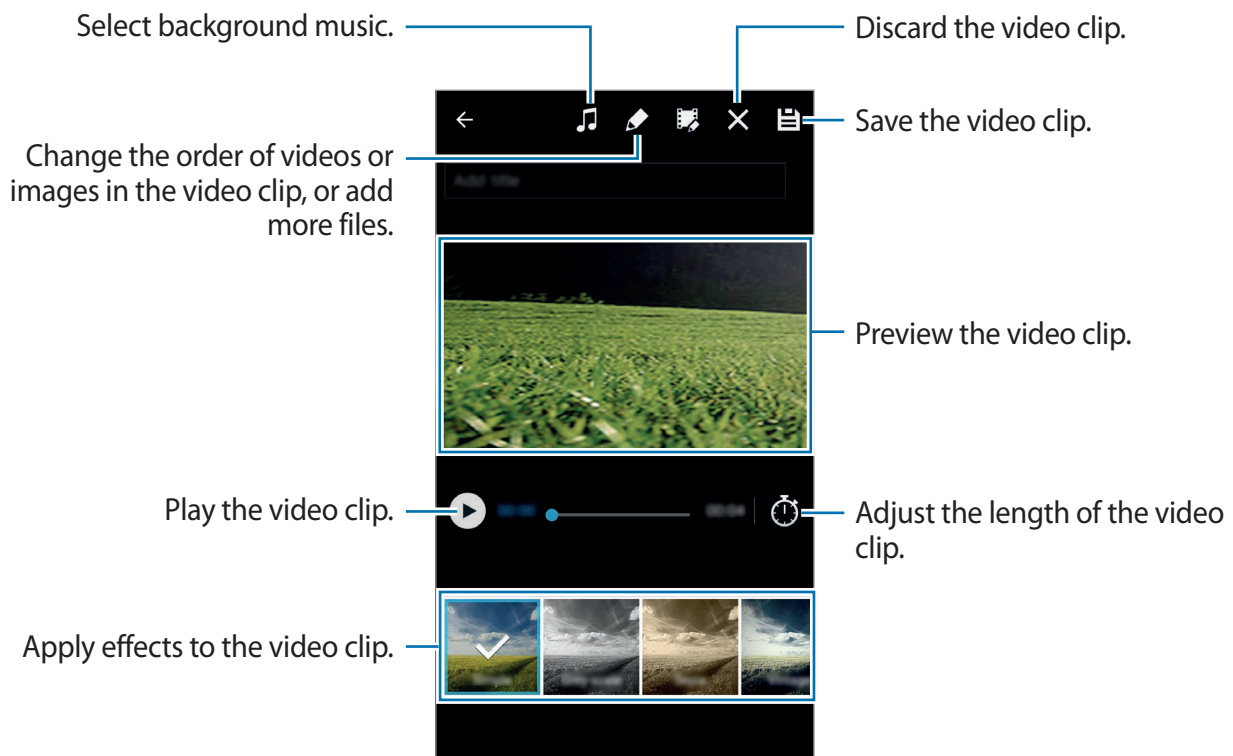 Select background music.
Discard the video clip.
Save the video clip.
Change the order of videos or
images in the video clip, or add
more files.
Add title
Preview the video clip.
Play the video clip.
00:04
Adjust the length of the video
clip.
Apply effects to the video clip.